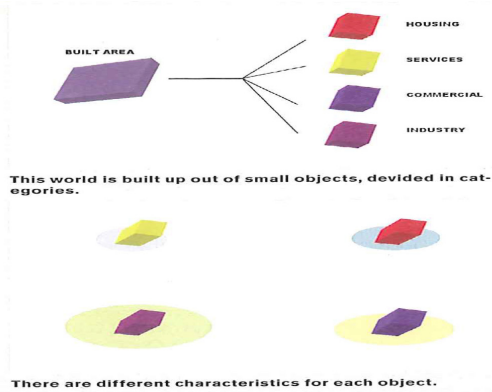 HOUSING
BUILT AREA
SERVICES
COMMERCIAL
INDUSTRY
This world is built up out of small objects, devided in cat-
egories.
There are different characteristics for each object.